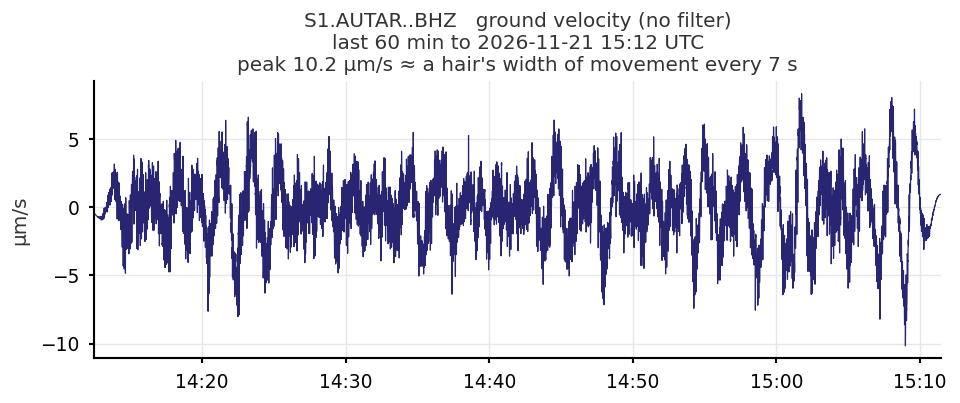 S1.AUTAR..BHZ   ground velocity (no filter)
last 60 min to 2026-11-21 15:12 UTC
peak 10.2 µm/s ≈ a hair's width of movement every 7 s
5
0
−5
−10
µm/s
14:20 14:30 14:40 14:50 15:00 15:10